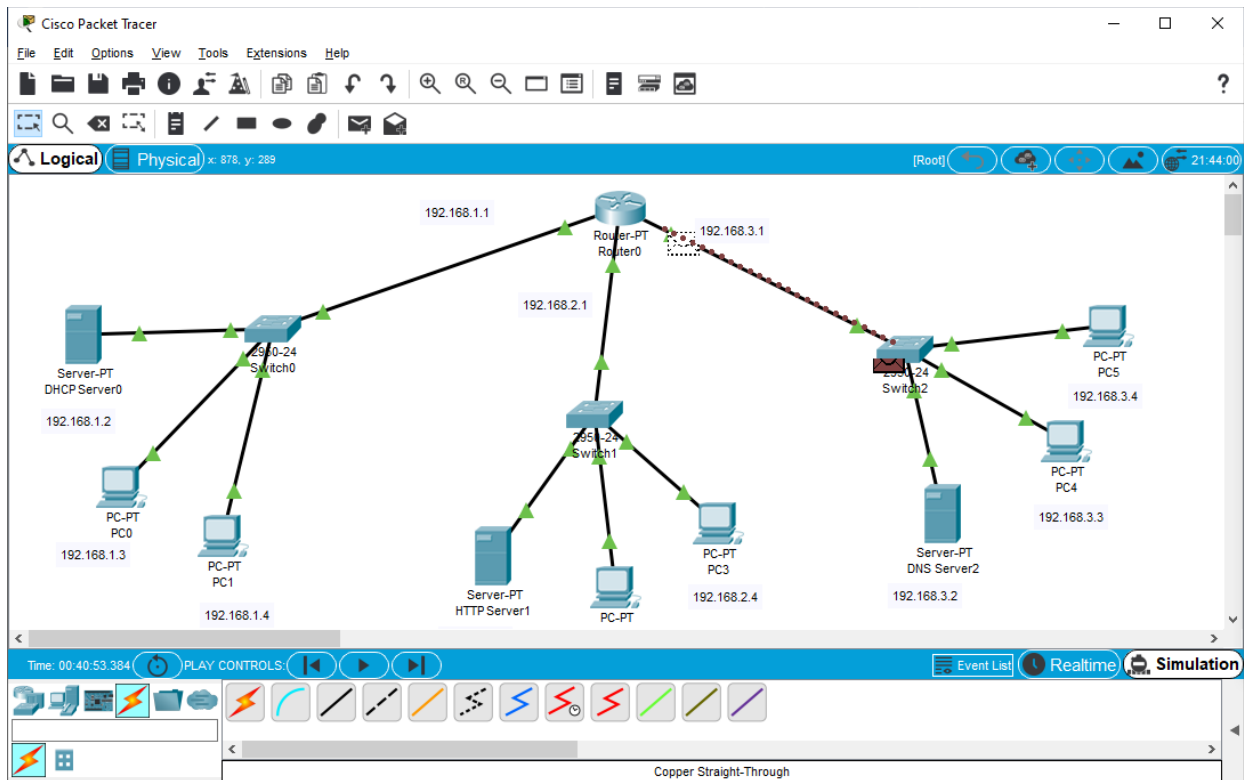 Cisco Packet Tracer
File Edit Options View Tools Extensions Help
?
Logical Physical x: 878, y: 289 [Root] 21:44:00
192.168.1.1
Router-PT
Router0
192.168.3.1
192.168.2.1
Server-PT
DHCP Server0
192.168.1.2
2950-24
Switch0
PC-PT
PC0
192.168.1.3
PC-PT
PC1
192.168.1.4
2950-24
Switch1
Server-PT
HTTP Server1
PC-PT
PC-PT
PC3
192.168.2.4
2950-24
Switch2
PC-PT
PC5
192.168.3.4
PC-PT
PC4
192.168.3.3
Server-PT
DNS Server2
192.168.3.2
Time: 00:40:53.384 PLAY CONTROLS: Event List Realtime Simulation
Copper Straight-Through